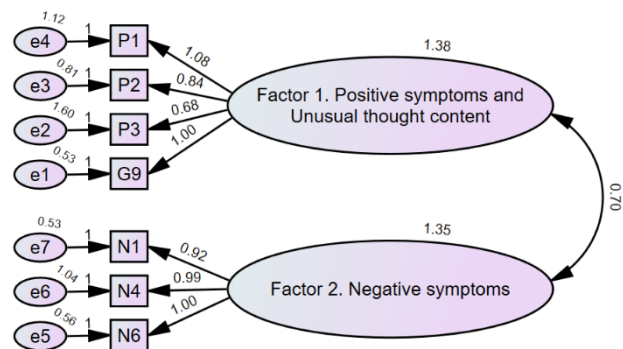 1.12
e4 1 P1
0.81
e3 1 P2
1.60
e2 1 P3
0.53
e1 1 G9
1.08
0.84
0.68
1.00
1.38
Factor 1. Positive symptoms and
Unusual thought content
0.70
0.53
e7 1 N1
1.04
e6 1 N4
0.56
e5 1 N6
0.92
0.99
1.00
1.35
Factor 2. Negative symptoms